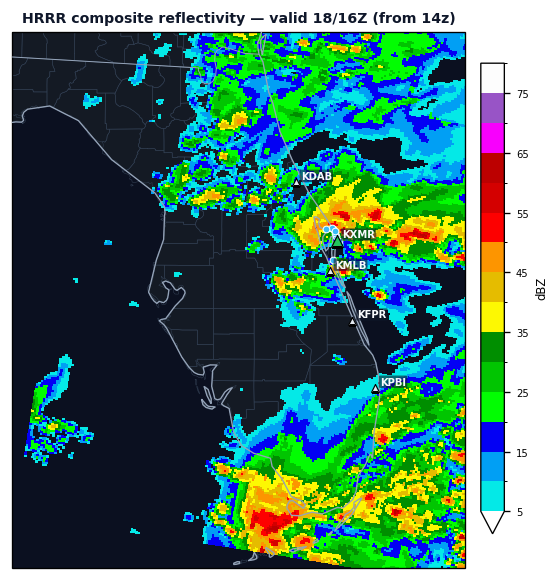 HRRR composite reflectivity — valid 18/16Z (from 14z)
KDAB
KXMR
KMLB
KFPR
KPBI
75
65
55
45
35
25
15
5
dBZ